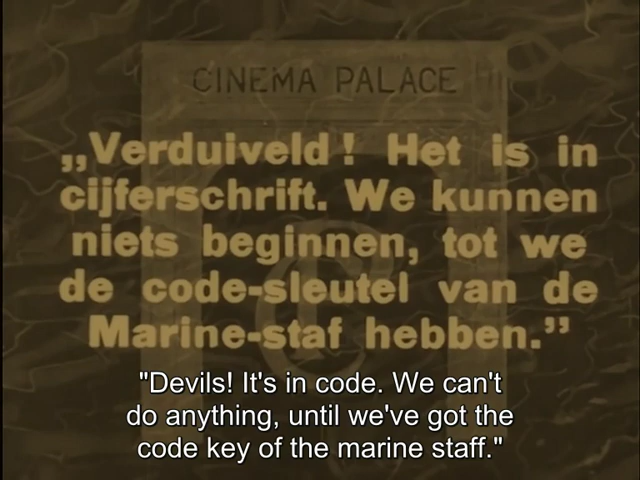 CINEMA PALACE
„Verduiveld! Het is in
cijferschrift. We kunnen
niets beginnen, tot we
de code-sleutel van de
Marine-staf hebben.”
"Devils! It's in code. We can't
do anything, until we've got the
code key of the marine staff."